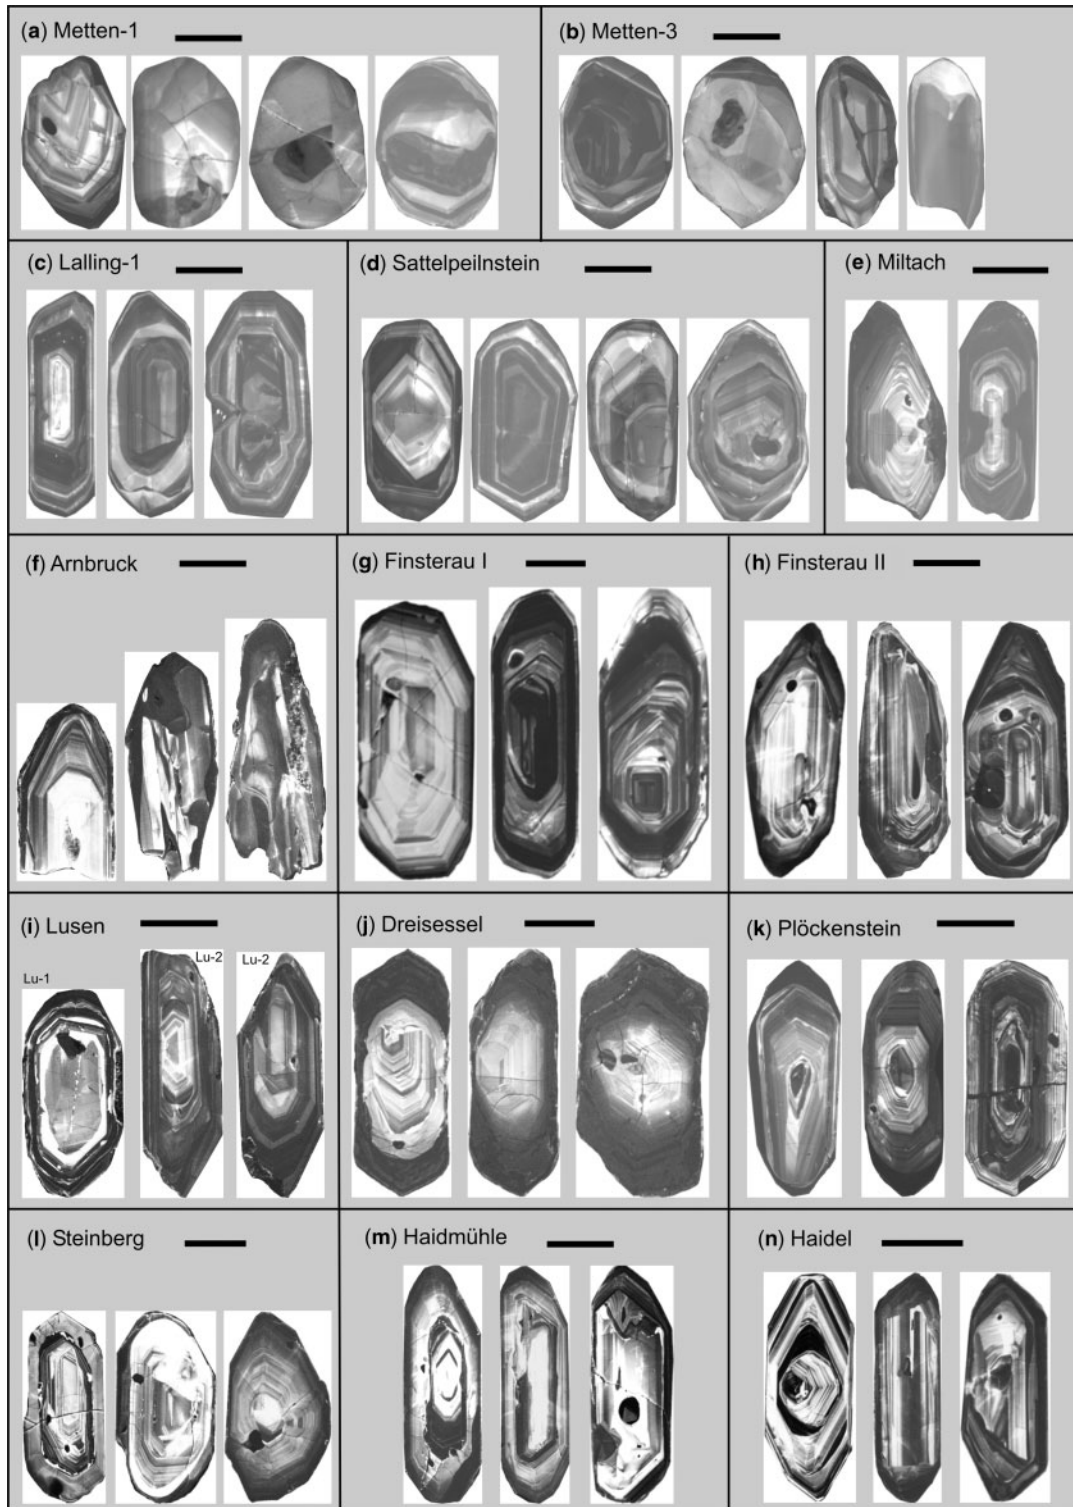 (a) Metten-1
(b) Metten-3
(c) Lalling-1
(d) Sattelpeilnstein
(e) Miltach
(f) Arnbruck
(g) Finsterau I
(h) Finsterau II
(i) Lusen
Lu-1
Lu-2
Lu-2
(j) Dreisessel
(k) Plöckenstein
(l) Steinberg
(m) Haidmühle
(n) Haidel